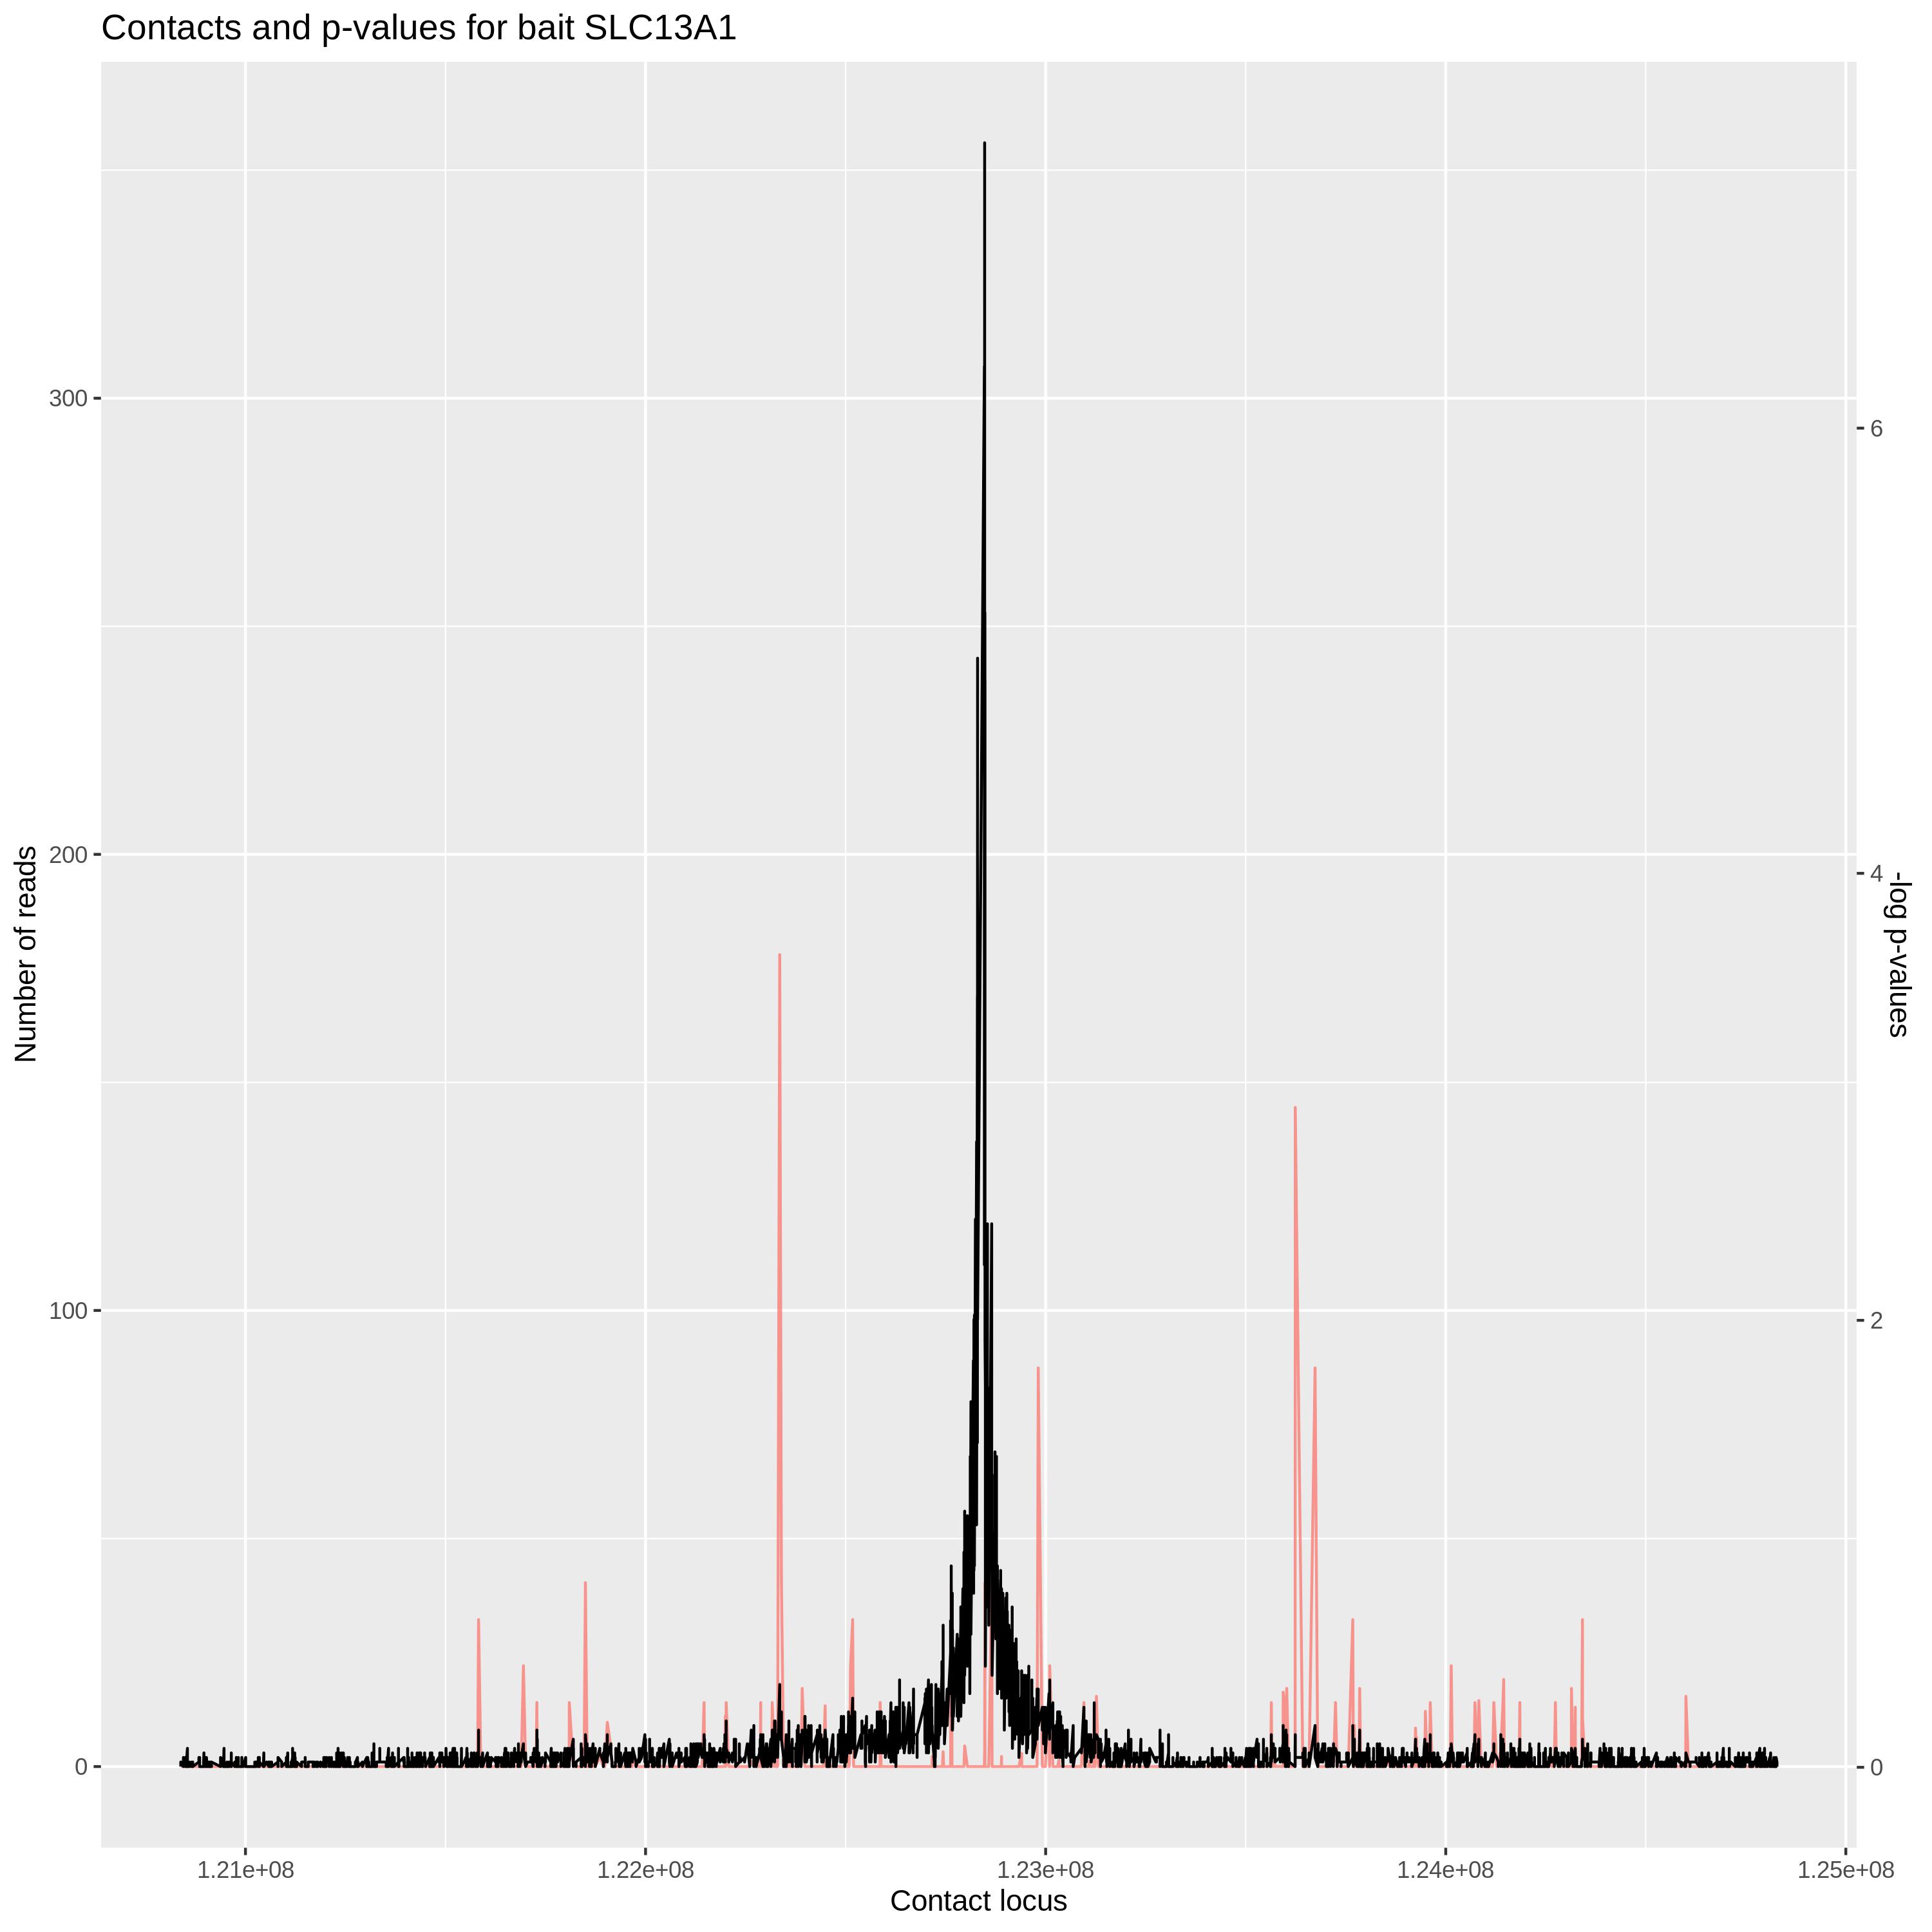 Contacts and p-values for bait SLC13A1
300
200
100
0
Number of reads
6
4
2
0
-log p-values
1.21e+08
1.22e+08
1.23e+08
1.24e+08
1.25e+08
Contact locus